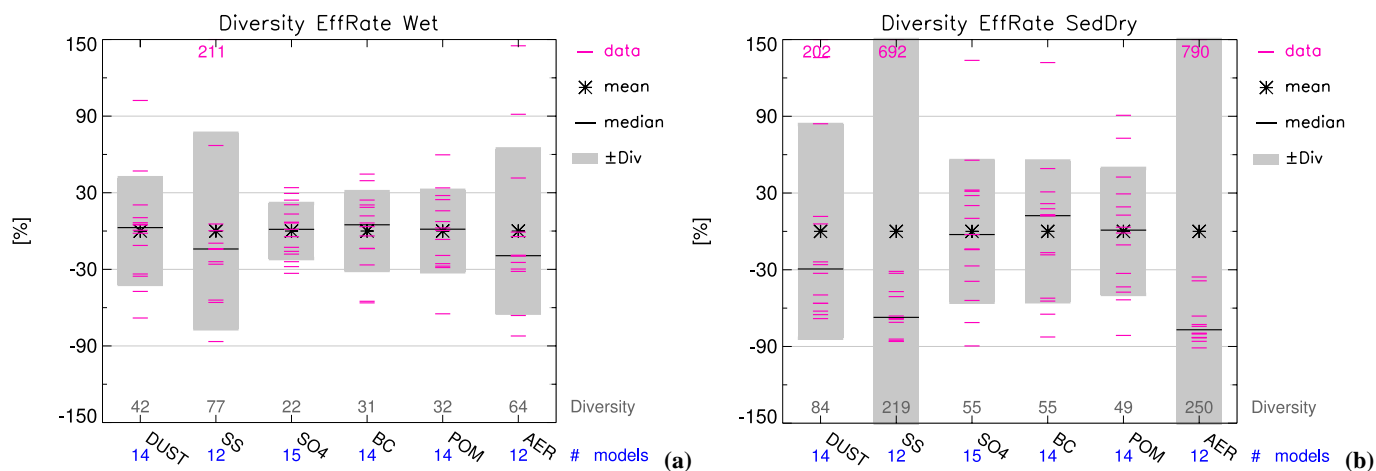 Diversity EffRate Wet
150
90
30
-30
-90
-150
[%]
211
data
mean
median
±Div
42 77 22 31 32 64 Diversity
DUST SS SO4 BC POM AER
14 12 15 14 14 12 # models
(a)
Diversity EffRate SedDry
150
90
30
-30
-90
-150
[%]
202 692 790
data
mean
median
±Div
84 219 55 55 49 250 Diversity
DUST SS SO4 BC POM AER
14 12 15 14 14 12 # models
(b)